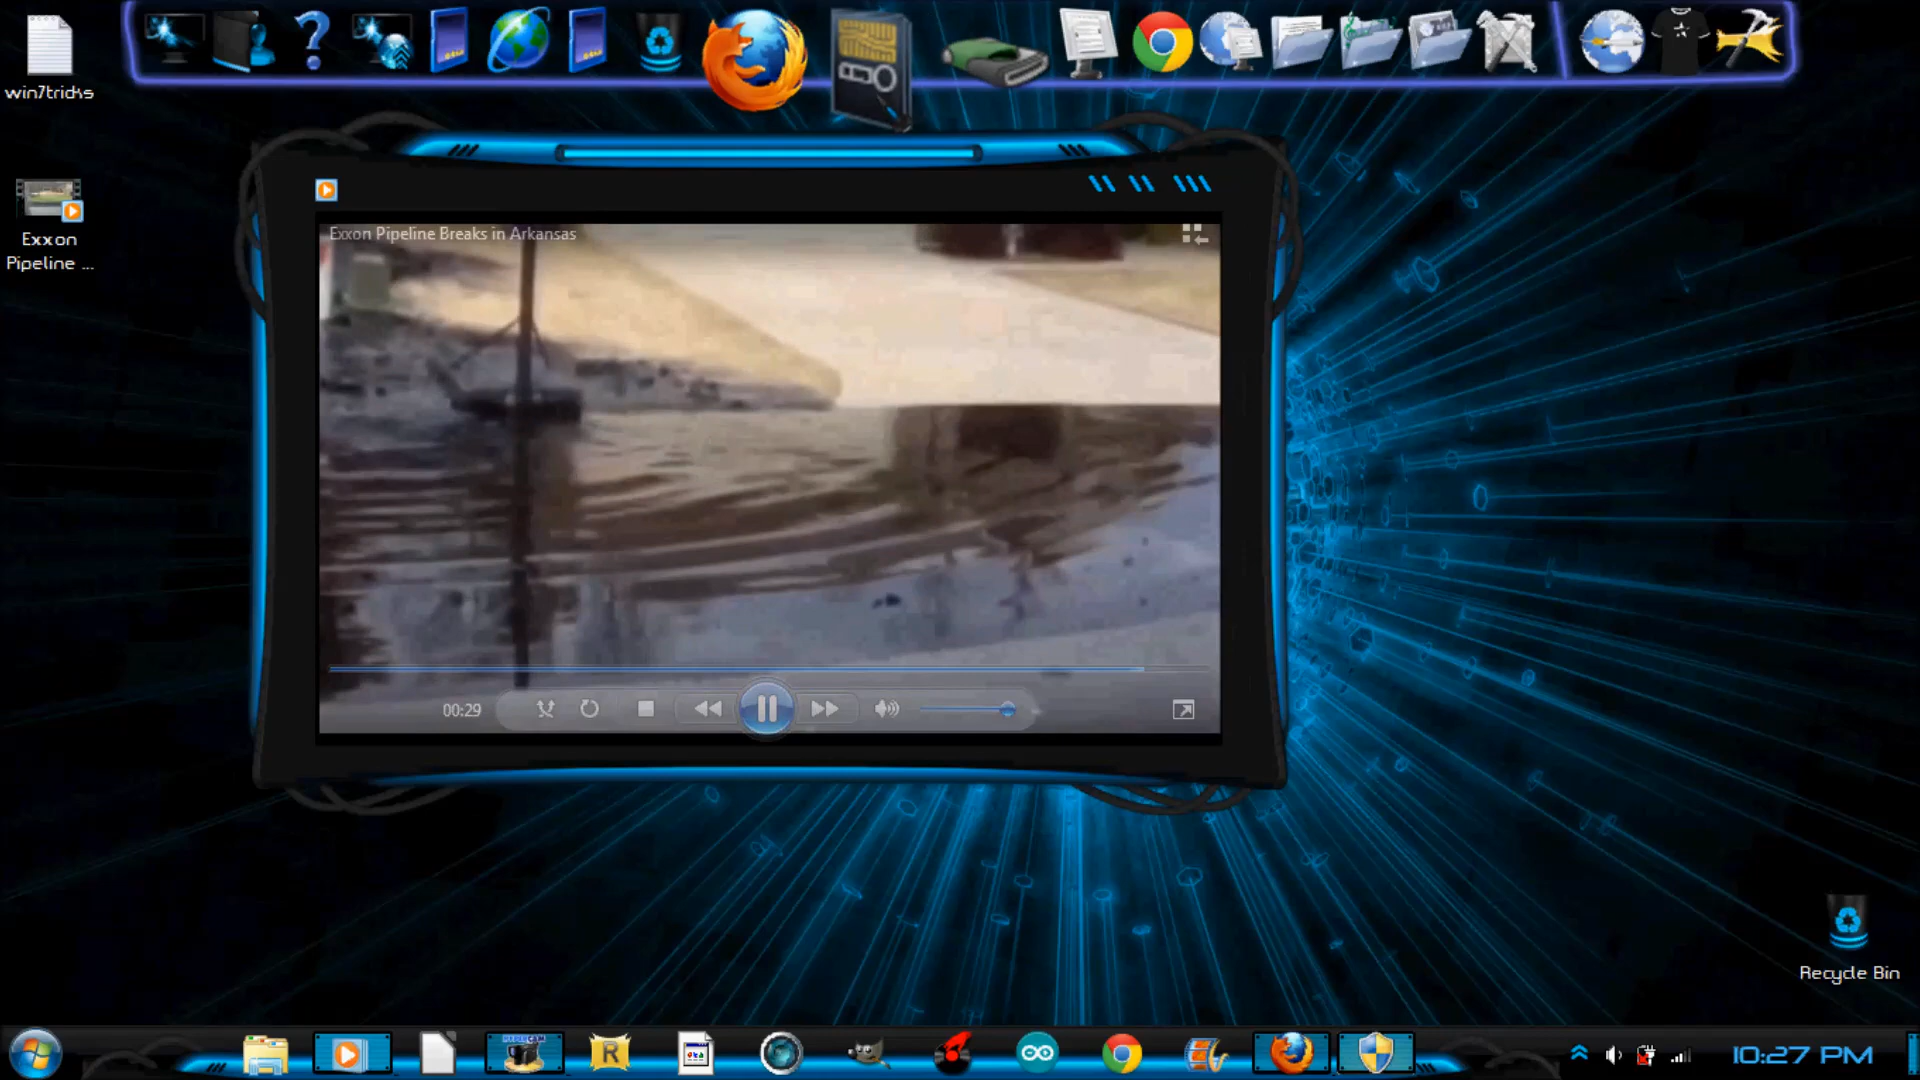 win7tricks
Exxon
Pipeline ...
Exxon Pipeline Breaks in Arkansas
00:29
Recycle Bin
R
10:27 PM